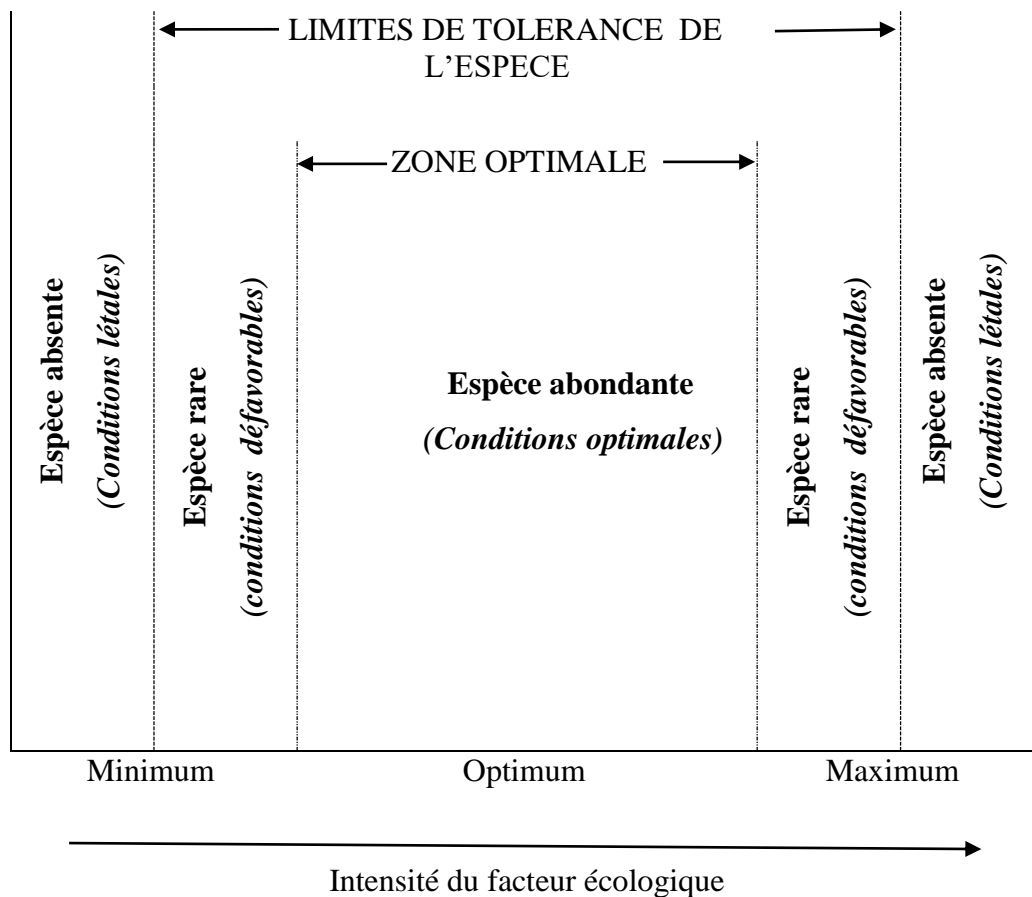 LIMITES DE TOLERANCE DE
L'ESPECE
ZONE OPTIMALE
Espèce absente
(Conditions létales)
Espèce rare
(conditions défavorables)
Espèce abondante
(Conditions optimales)
Espèce rare
(conditions défavorables)
Espèce absente
(Conditions létales)
Minimum
Optimum
Maximum
Intensité du facteur écologique